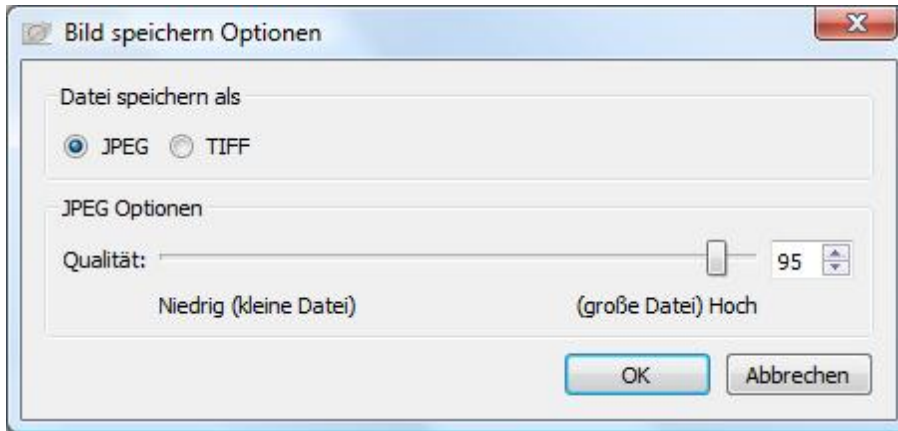 Bild speichern Optionen
Datei speichern als
JPEG TIFF
JPEG Optionen
Qualität: 95
Niedrig (kleine Datei) (große Datei) Hoch
OK Abbrechen